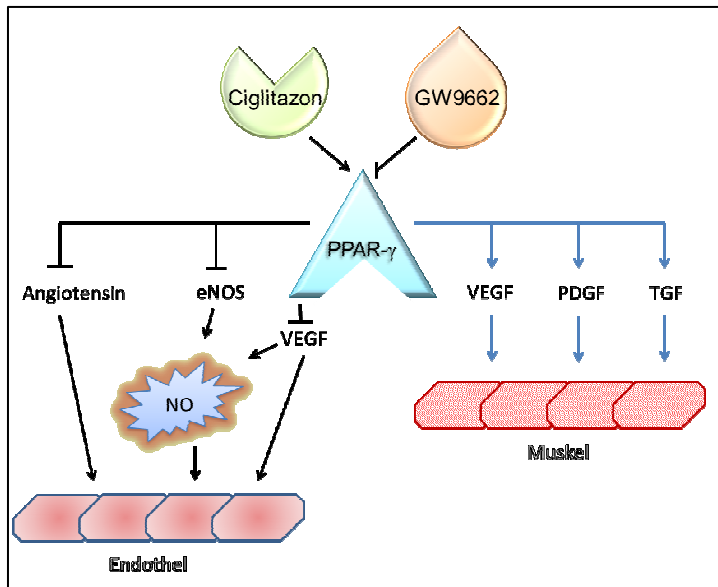 Ciglitazon
GW9662
PPAR-γ
Angiotensin
eNOS
VEGF
VEGF
PDGF
TGF
NO
Muskel
Endothel